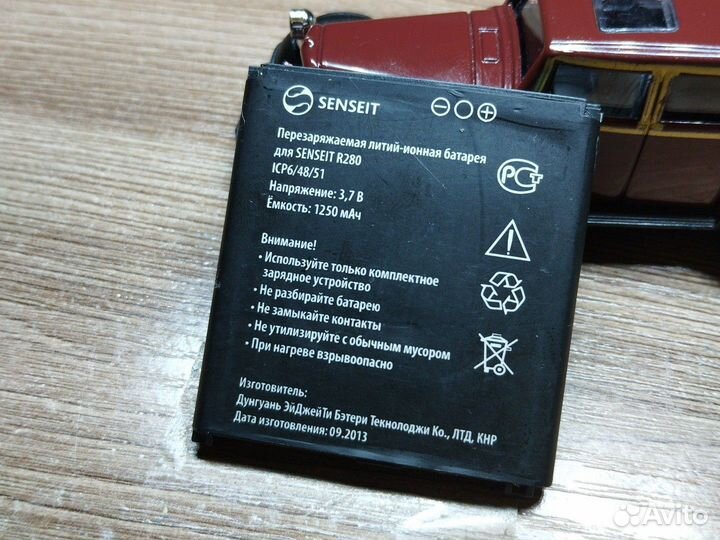 SENSEIT
Перезаряжаемая литий-ионная батарея
для SENSEIT R280
ICP6/48/51
Напряжение: 3,7 В
Ёмкость: 1250 мАч
Внимание!
• Используйте только комплектное
зарядное устройство
• Не разбирайте батарею
• Не замыкайте контакты
• Не утилизируйте с обычным мусором
• При нагреве взрывоопасно
Изготовитель:
Дунгуань ЭйДжейТи Бэтери Текнолоджи Ко., ЛТД, КНР
Дата изготовления: 09.2013
Avito